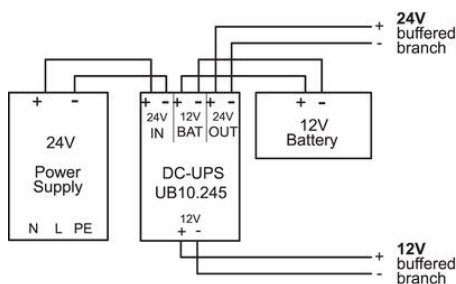 + 24V
- buffered
branch
+ -
24V
Power
Supply
N L PE
+ - + - + -
24V 12V 24V
IN BAT OUT
DC-UPS
UB10.245
12V
+ -
+ -
12V
Battery
+ 12V
buffered
- branch